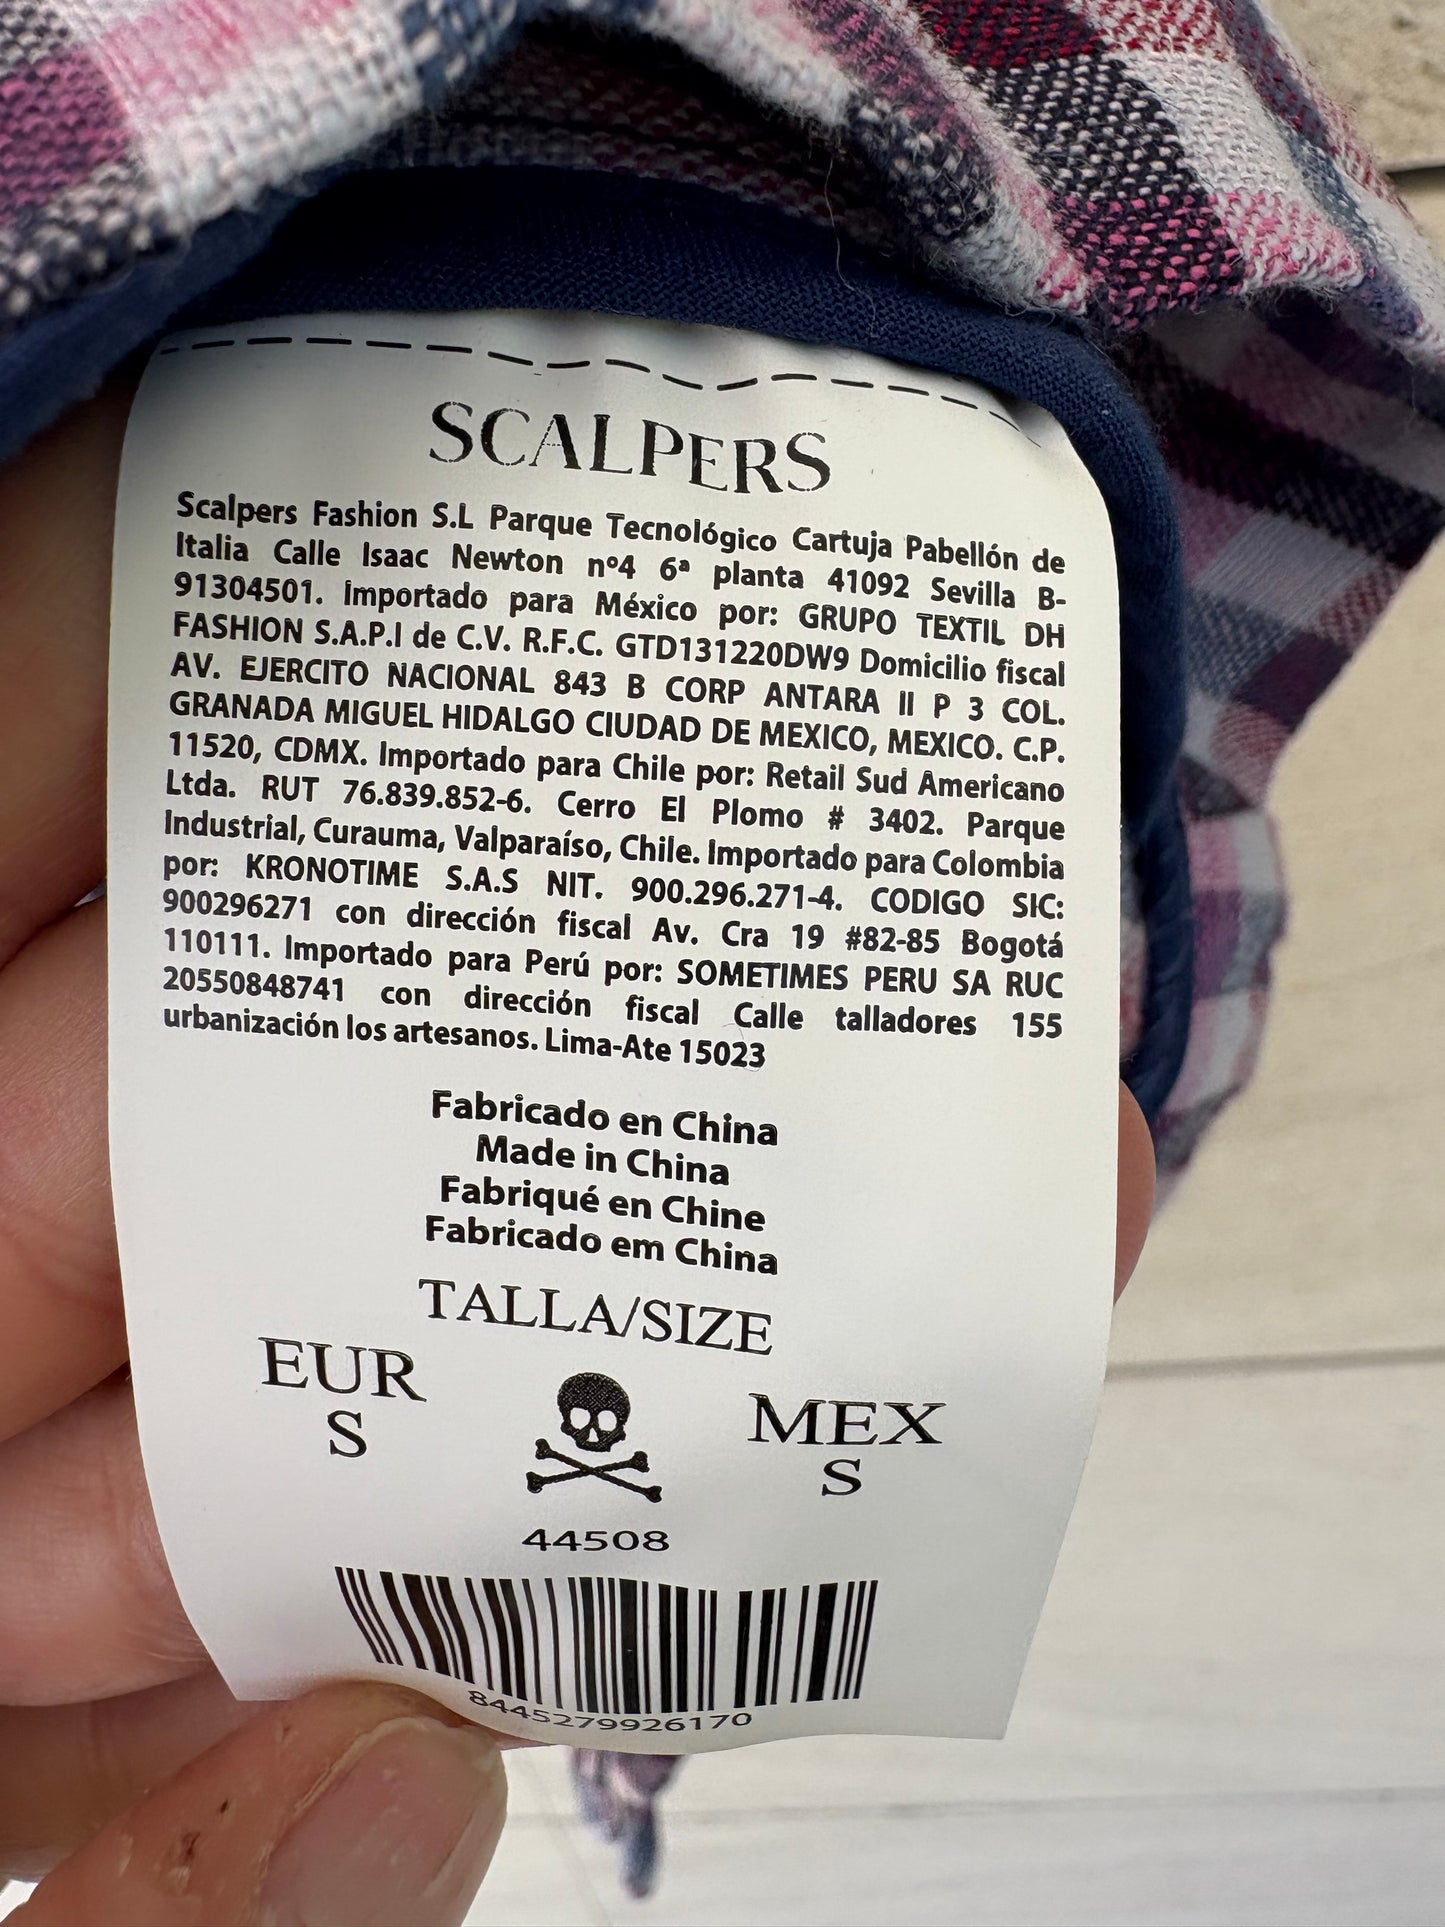 SCALPERS
Scalpers Fashion S.L Parque Tecnológico Cartuja Pabellón de
Italia Calle Isaac Newton nº4 6ª planta 41092 Sevilla B-
91304501. Importado para México por: GRUPO TEXTIL DH
FASHION S.A.P.I de C.V. R.F.C. GTD131220DW9 Domicilio fiscal
AV. EJERCITO NACIONAL 843 B CORP ANTARA II P 3 COL.
GRANADA MIGUEL HIDALGO CIUDAD DE MEXICO, MEXICO. C.P.
11520, CDMX. Importado para Chile por: Retail Sud Americano
Ltda. RUT 76.839.852-6. Cerro El Plomo # 3402. Parque
Industrial, Curauma, Valparaíso, Chile. Importado para Colombia
por: KRONOTIME S.A.S NIT. 900.296.271-4. CODIGO SIC:
900296271 con dirección fiscal Av. Cra 19 #82-85 Bogotá
110111. Importado para Perú por: SOMETIMES PERU SA RUC
20550848741 con dirección fiscal Calle talladores 155
urbanización los artesanos. Lima-Ate 15023
Fabricado en China
Made in China
Fabriqué en Chine
Fabricado em China
TALLA/SIZE
EUR MEX
S S
44508
8445279926170